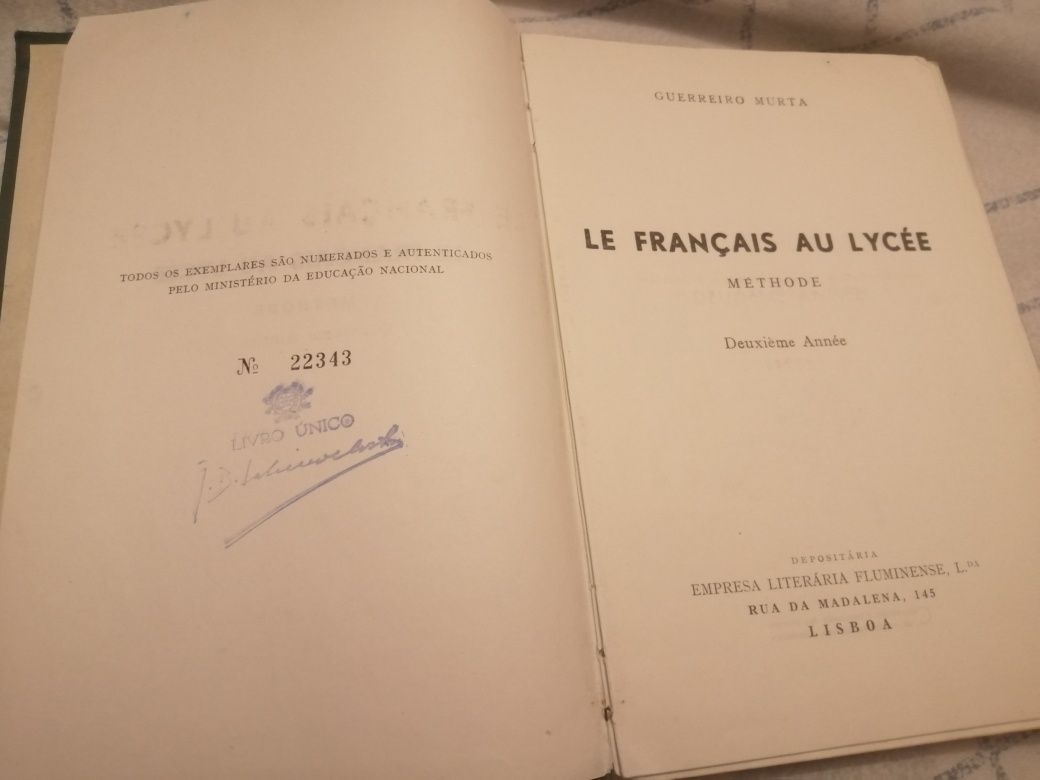 TODOS OS EXEMPLARES SÃO NUMERADOS E AUTENTICADOS
PELO MINISTÉRIO DA EDUCAÇÃO NACIONAL
Nº 22343
LIVRO ÚNICO
GUERREIRO MURTA
LE FRANÇAIS AU LYCÉE
MÉTHODE
Deuxième Année
DEPOSITÁRIA
EMPRESA LITERÁRIA FLUMINENSE, L.DA
RUA DA MADALENA, 145
LISBOA